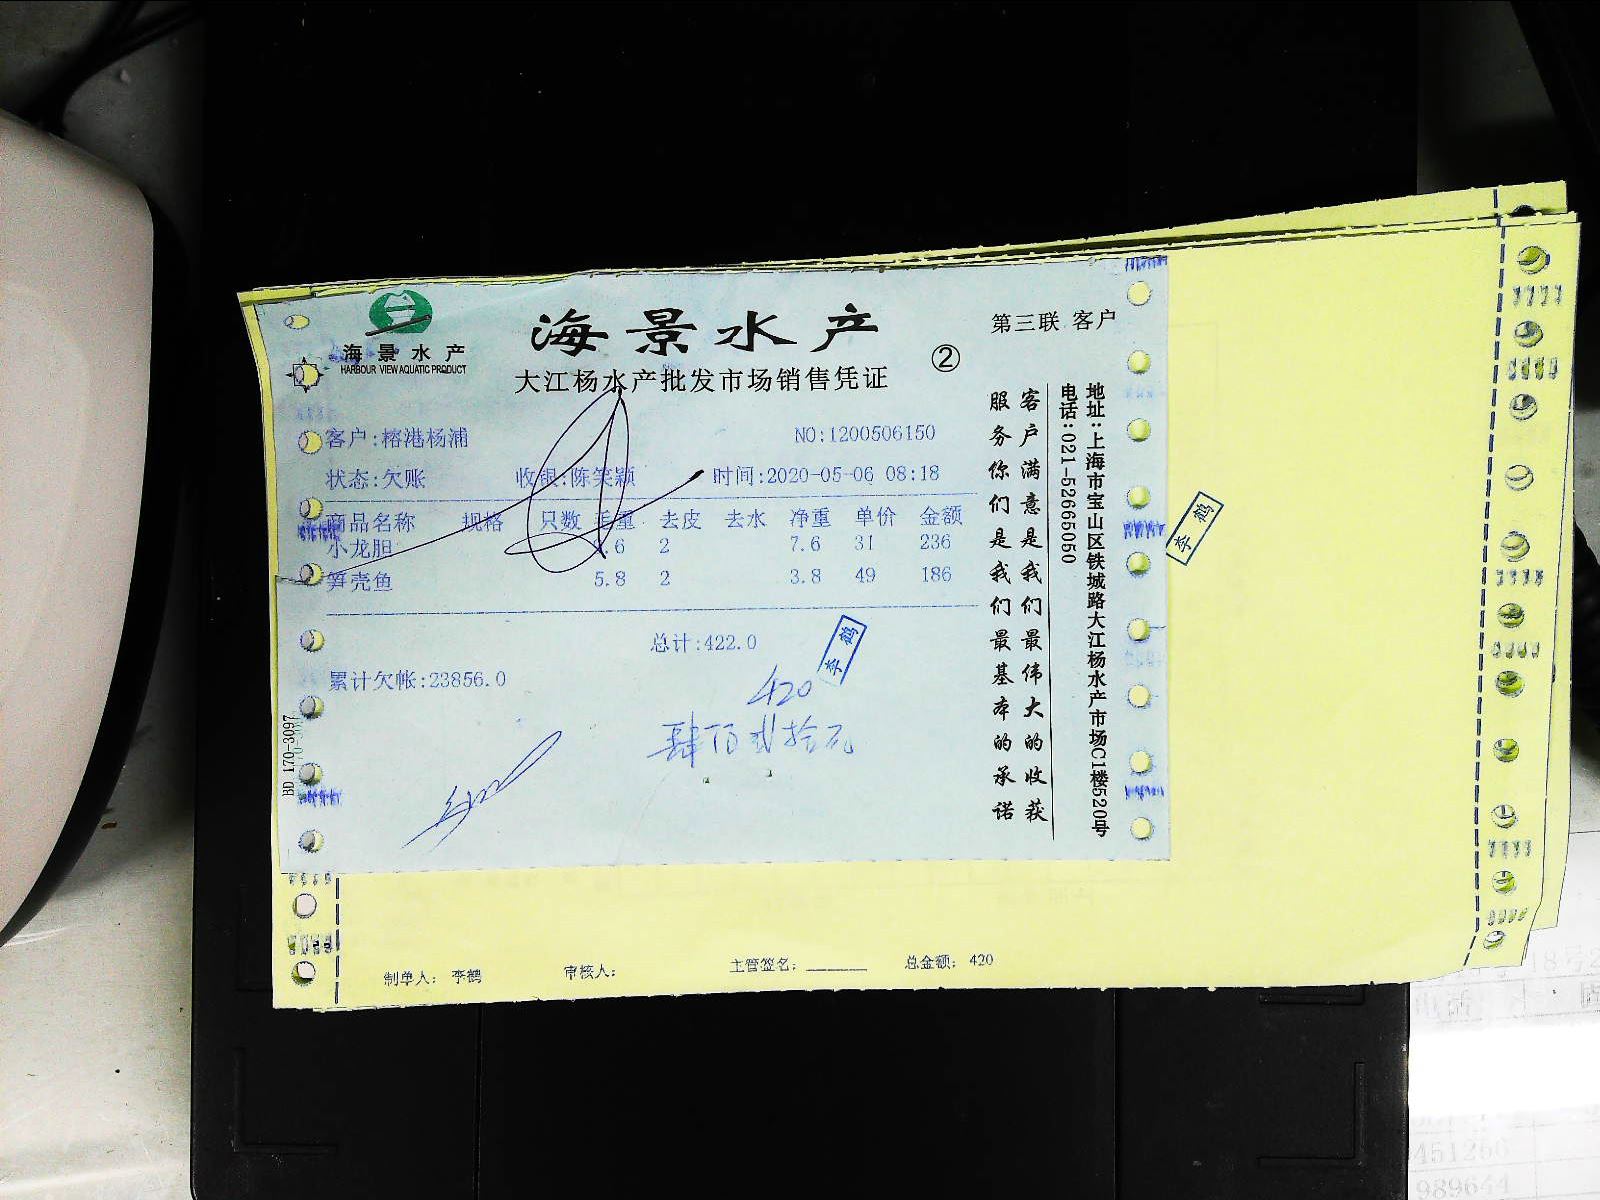 海景水产
HARBOUR VIEW AQUATIC PRODUCT
海景水产
大江杨水产批发市场销售凭证
②
第三联 客户
客户:榕港杨浦
NO:1200506150
状态:欠账 收银:陈笑颖 时间:2020-05-06 08:18
商品名称 规格 只数 毛重 去皮 去水 净重 单价 金额
小龙胆 .6 2 7.6 31 236
笋壳鱼 5.8 2 3.8 49 186
总计:422.0
累计欠帐:23856.0
李鹤
420
肆佰贰拾元
客户满意是我们最伟大的收获
服务你们是我们最基本的承诺
地址:上海市宝山区铁城路大江杨水产市场C1楼520号
电话:021-52665050
李鹤
BD 170-3097
制单人: 李鹤 审核人: 主管签名: 总金额: 420
451266
989644